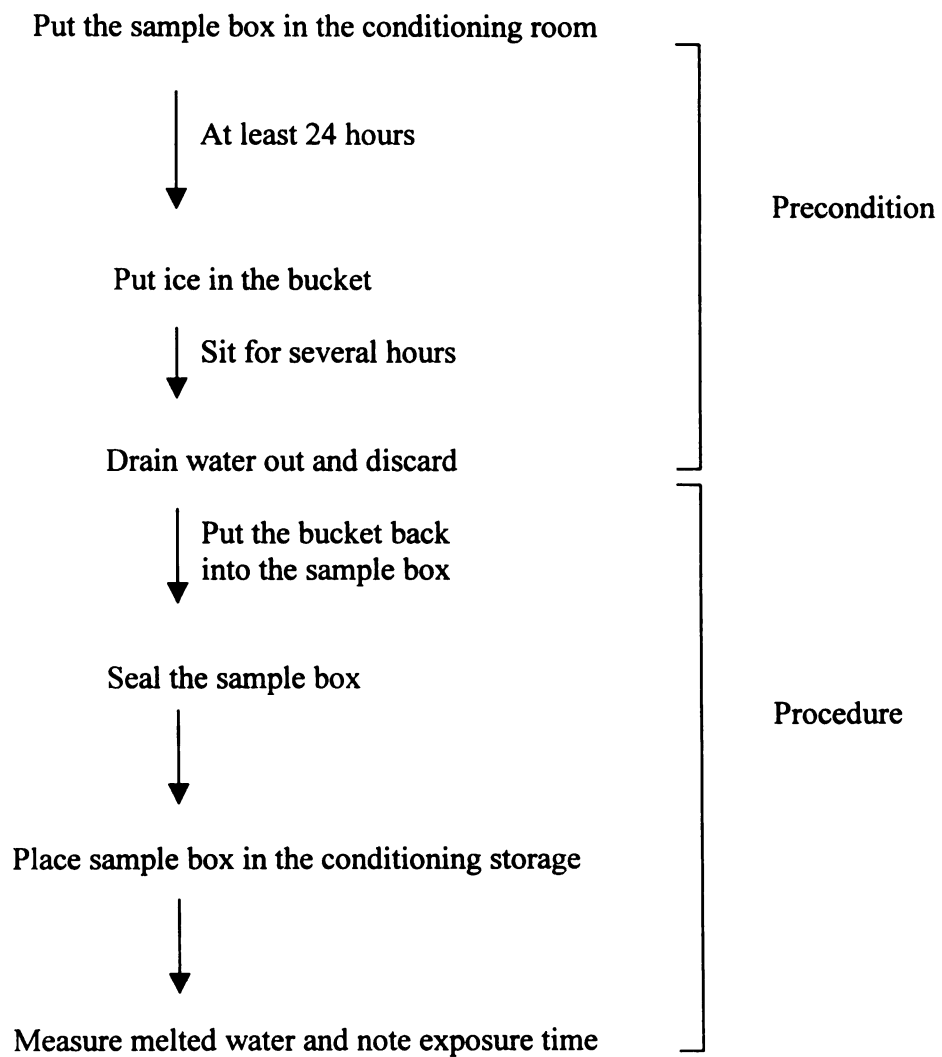 Put the sample box in the conditioning room
At least 24 hours
Precondition
Put ice in the bucket
Sit for several hours
Drain water out and discard
Put the bucket back
into the sample box
Seal the sample box
Procedure
Place sample box in the conditioning storage
Measure melted water and note exposure time